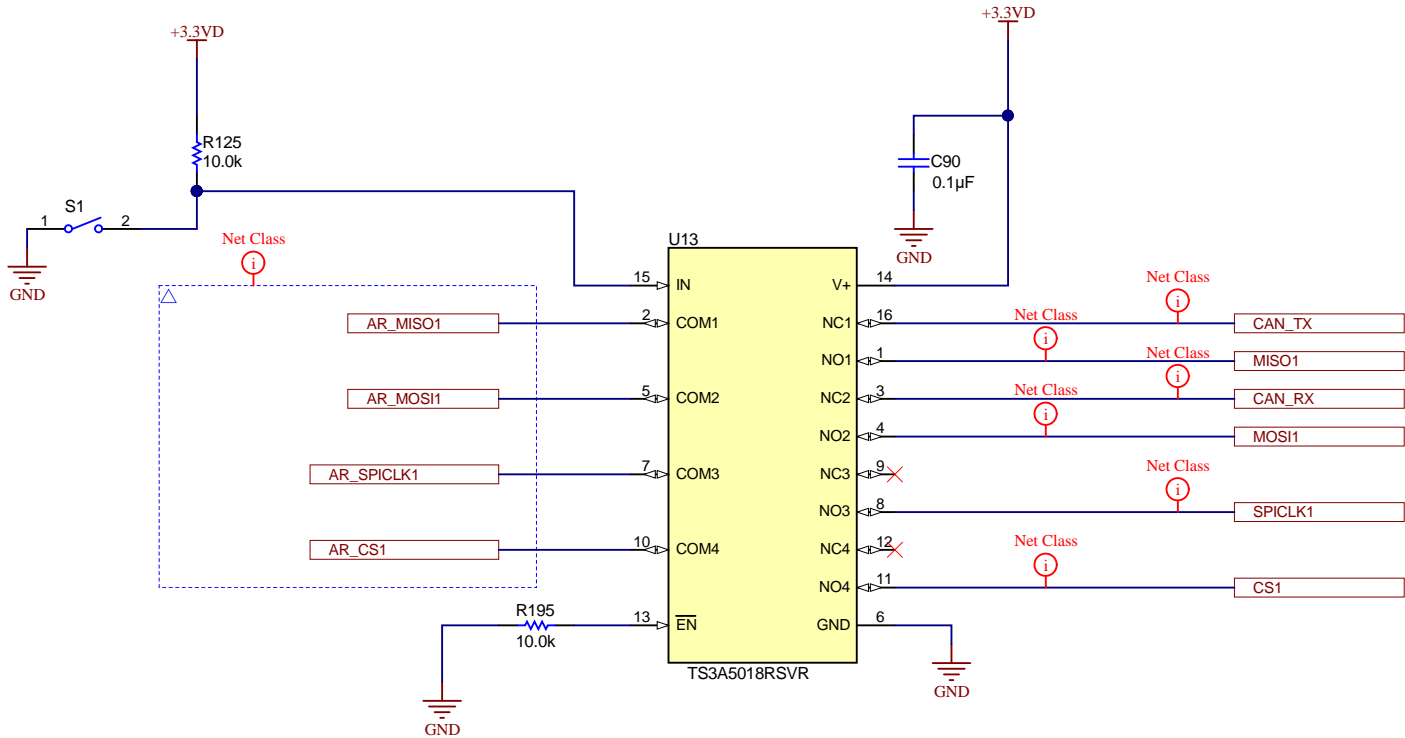 +3.3VD
+3.3VD
R125
10.0k
C90
0.1µF
S1
1
2
GND
GND
Net Class
i
U13
15
IN
V+
14
Net Class
i
AR_MISO1
2
COM1
NC1
16
CAN_TX
Net Class
i
NO1
1
MISO1
Net Class
i
AR_MOSI1
5
COM2
NC2
3
CAN_RX
Net Class
i
NO2
4
MOSI1
AR_SPICLK1
7
COM3
NC3
9
Net Class
i
NO3
8
SPICLK1
AR_CS1
10
COM4
NC4
12
Net Class
i
NO4
11
CS1
R195
10.0k
13
EN
GND
6
GND
GND
TS3A5018RSVR